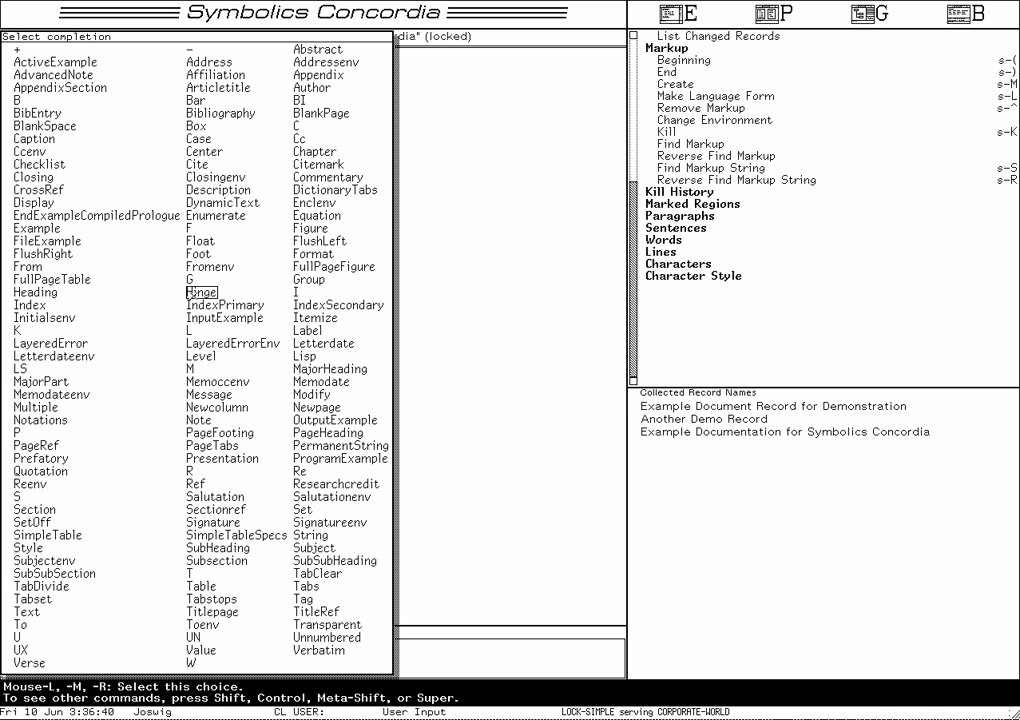 Symbolics Concordia
E P G B
Select completion
dia" (locked)
+ – Abstract
ActiveExample Address Addressenv
AdvancedNote Affiliation Appendix
AppendixSection Articletitle Author
B Bar BI
BibEntry Bibliography BlankPage
BlankSpace Box C
Caption Case Cc
Ccenv Center Chapter
Checklist Cite Citemark
Closing Closingenv Commentary
CrossRef Description DictionaryTabs
Display DynamicText Enclenv
EndExampleCompiledPrologue Enumerate Equation
Example F Figure
FileExample Float FlushLeft
FlushRight Foot Format
From Fromenv FullPageFigure
FullPageTable G Group
Heading Hinge I
Index IndexPrimary IndexSecondary
Initialsenv InputExample Itemize
K L Label
LayeredError LayeredErrorEnv Letterdate
Letterdateenv Level Lisp
LS M MajorHeading
MajorPart Memoccenv Memodate
Memodateenv Message Modify
Multiple Newcolumn Newpage
Notations Note OutputExample
P PageFooting PageHeading
PageRef PageTabs PermanentString
Prefatory Presentation ProgramExample
Quotation R Re
Reenv Ref Researchcredit
S Salutation Salutationenv
Section Sectionref Set
SetOff Signature Signatureenv
SimpleTable SimpleTableSpecs String
Style SubHeading Subject
Subjectenv Subsection SubSubHeading
SubSubSection T TabClear
TabDivide Table Tabs
Tabset Tabstops Tag
Text Titlepage TitleRef
To Toenv Transparent
U UN Unnumbered
UX Value Verbatim
Verse W
List Changed Records
Markup
Beginning s-(
End s-)
Create s-M
Make Language Form s-L
Remove Markup s-^
Change Environment
Kill s-K
Find Markup
Reverse Find Markup
Find Markup String s-S
Reverse Find Markup String s-R
Kill History
Marked Regions
Paragraphs
Sentences
Words
Lines
Characters
Character Style
Collected Record Names
Example Document Record for Demonstration
Another Demo Record
Example Documentation for Symbolics Concordia
Mouse-L, -M, -R: Select this choice.
To see other commands, press Shift, Control, Meta-Shift, or Super.
Fri 10 Jun 3:36:40 Joswig CL USER: User Input LOCK-SIMPLE serving CORPORATE-WORLD